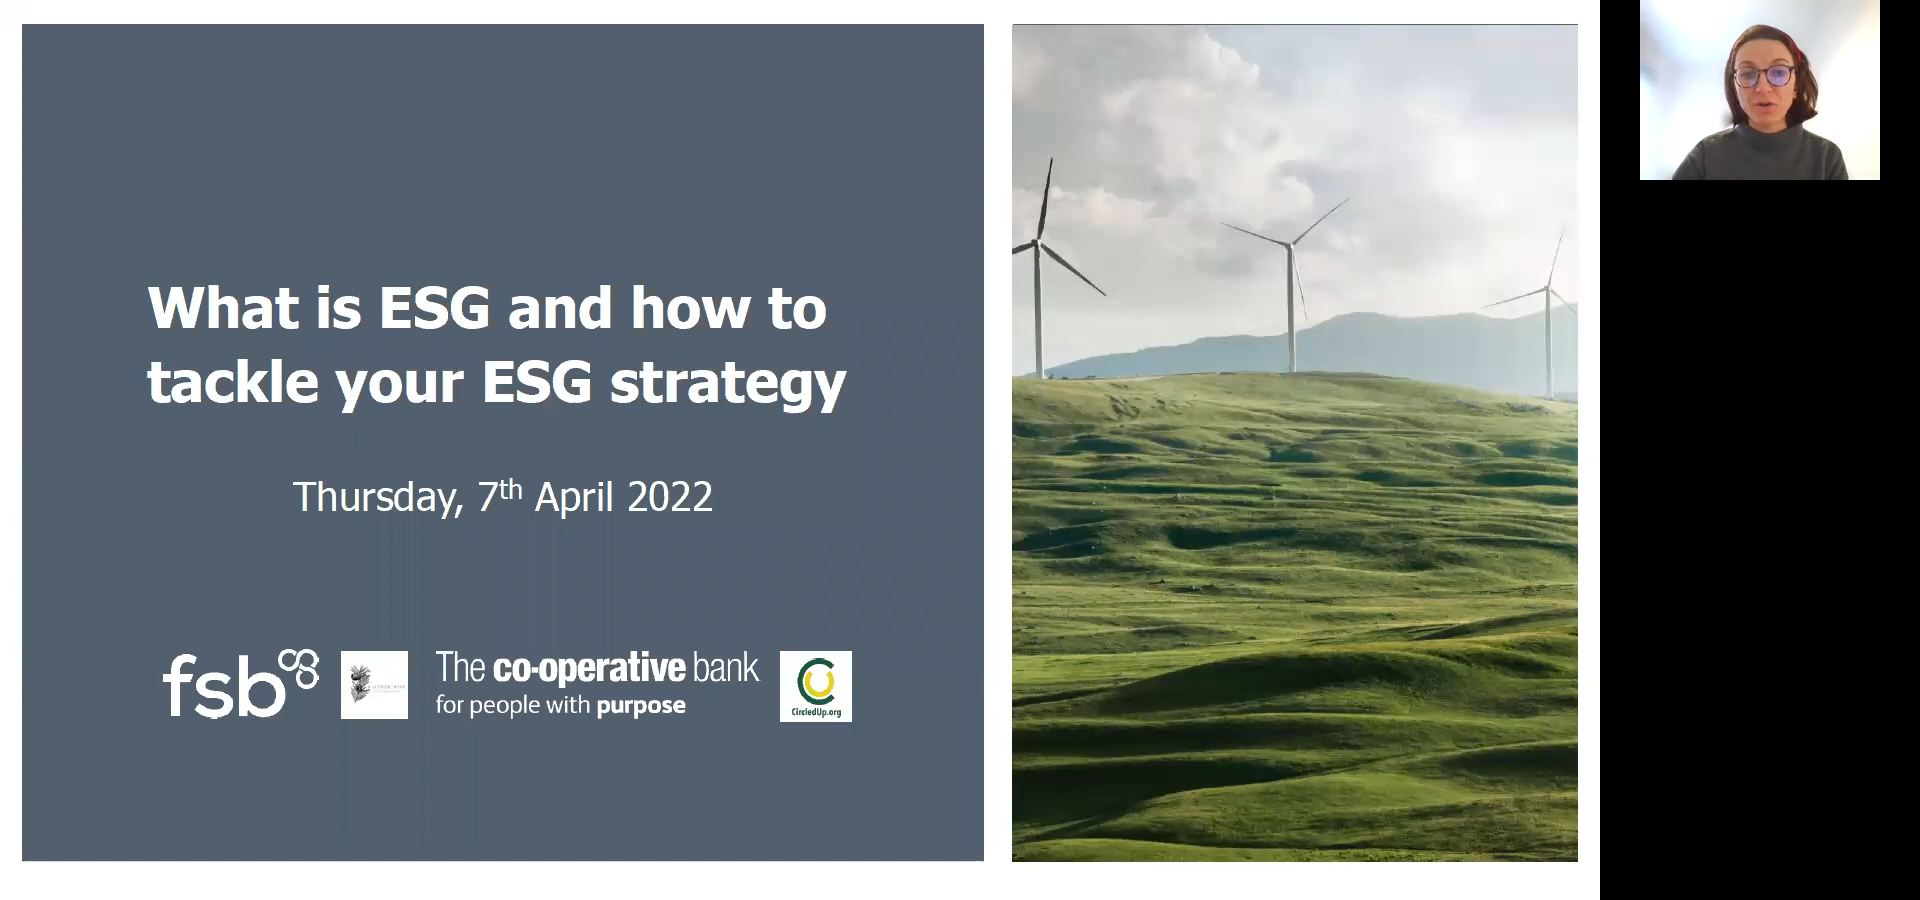 What is ESG and how to
tackle your ESG strategy
Thursday, 7th April 2022
fsb
The co-operative bank
for people with purpose
CircledUp.org